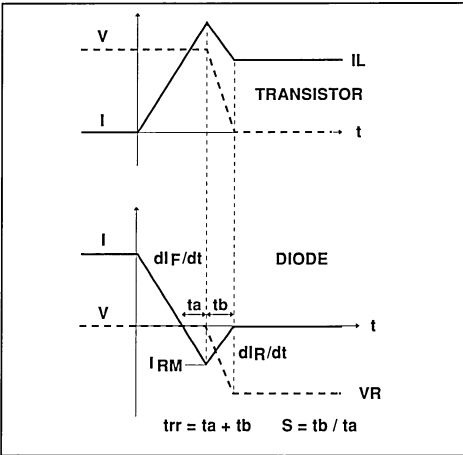 V
IL
TRANSISTOR
I
t
I
dIF/dt
DIODE
ta tb
V
t
IRM
dIR/dt
VR
trr = ta + tb S = tb / ta